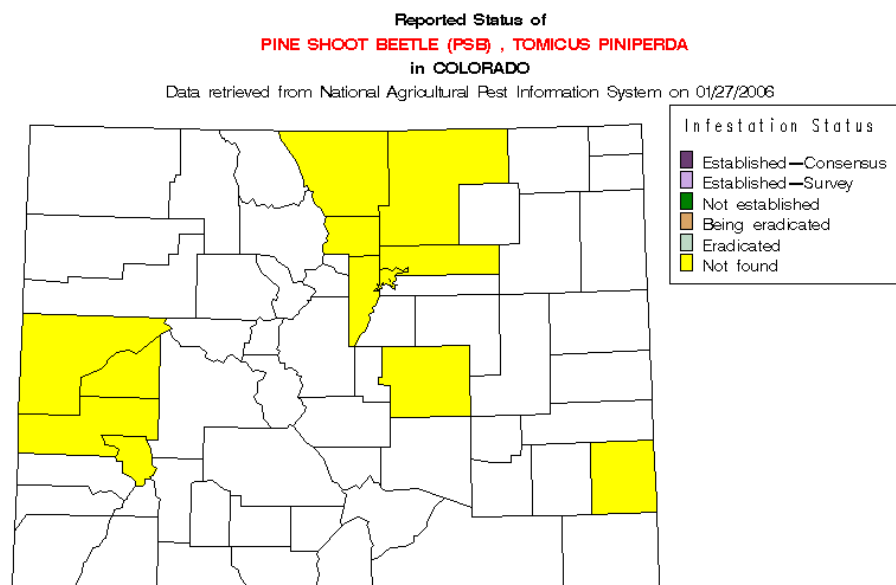 Reported Status of
PINE SHOOT BEETLE (PSB) , TOMICUS PINIPERDA
in COLORADO
Data retrieved from National Agricultural Pest Information System on 01/27/2006
Infestation Status
Established—Consensus
Established—Survey
Not established
Being eradicated
Eradicated
Not found